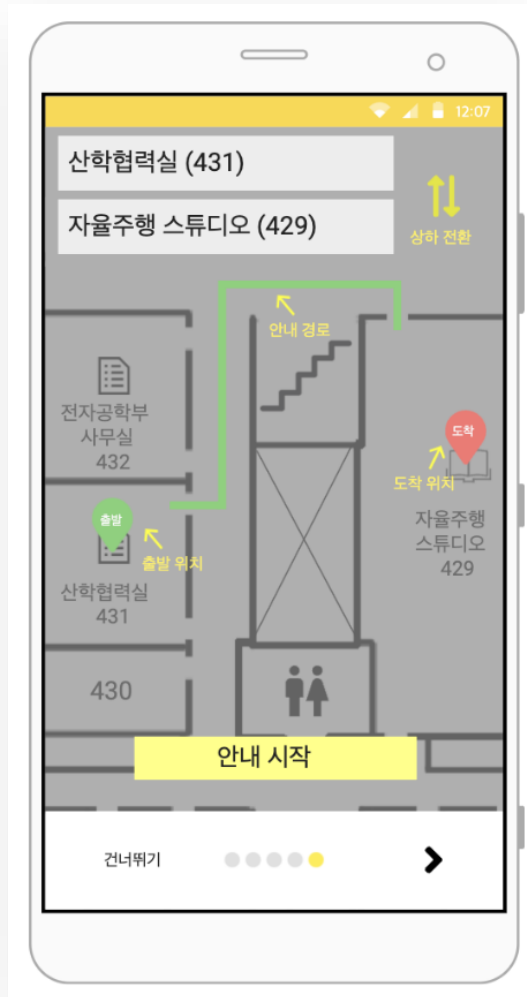 12:07
산학협력실 (431)
자율주행 스튜디오 (429)
상하 전환
안내 경로
전자공학부
사무실
432
도착
도착 위치
출발
출발 위치
자율주행
스튜디오
429
산학협력실
431
430
안내 시작
건너뛰기